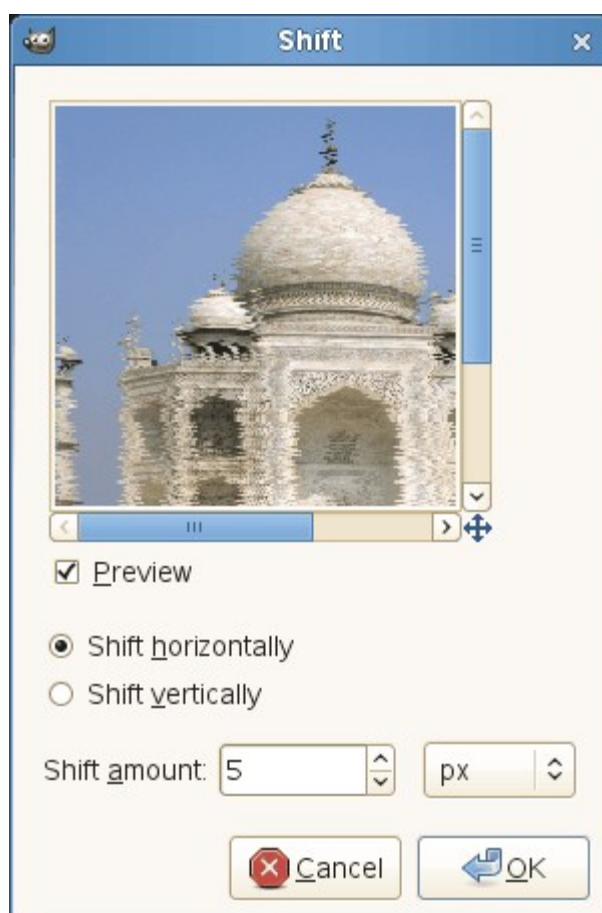 Shift
Preview
Shift horizontally
Shift vertically
Shift amount: 5 px
Cancel OK